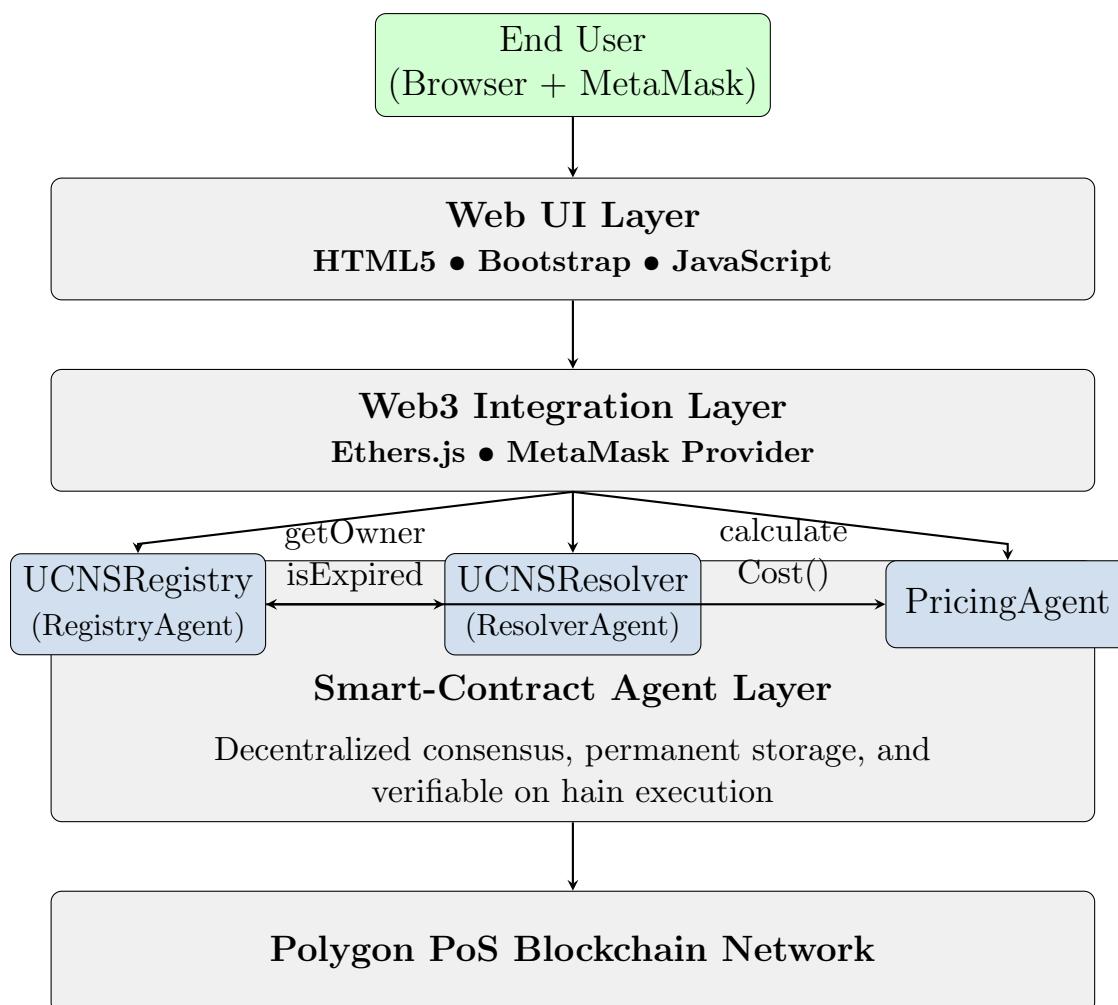 End User
(Browser + MetaMask)
Web UI Layer
HTML5 ● Bootstrap ● JavaScript
Web3 Integration Layer
Ethers.js ● MetaMask Provider
getOwner
isExpired
calculate
Cost()
UCNSRegistry
(RegistryAgent)
UCNSResolver
(ResolverAgent)
PricingAgent
Smart-Contract Agent Layer
Decentralized consensus, permanent storage, and
verifiable on hain execution
Polygon PoS Blockchain Network